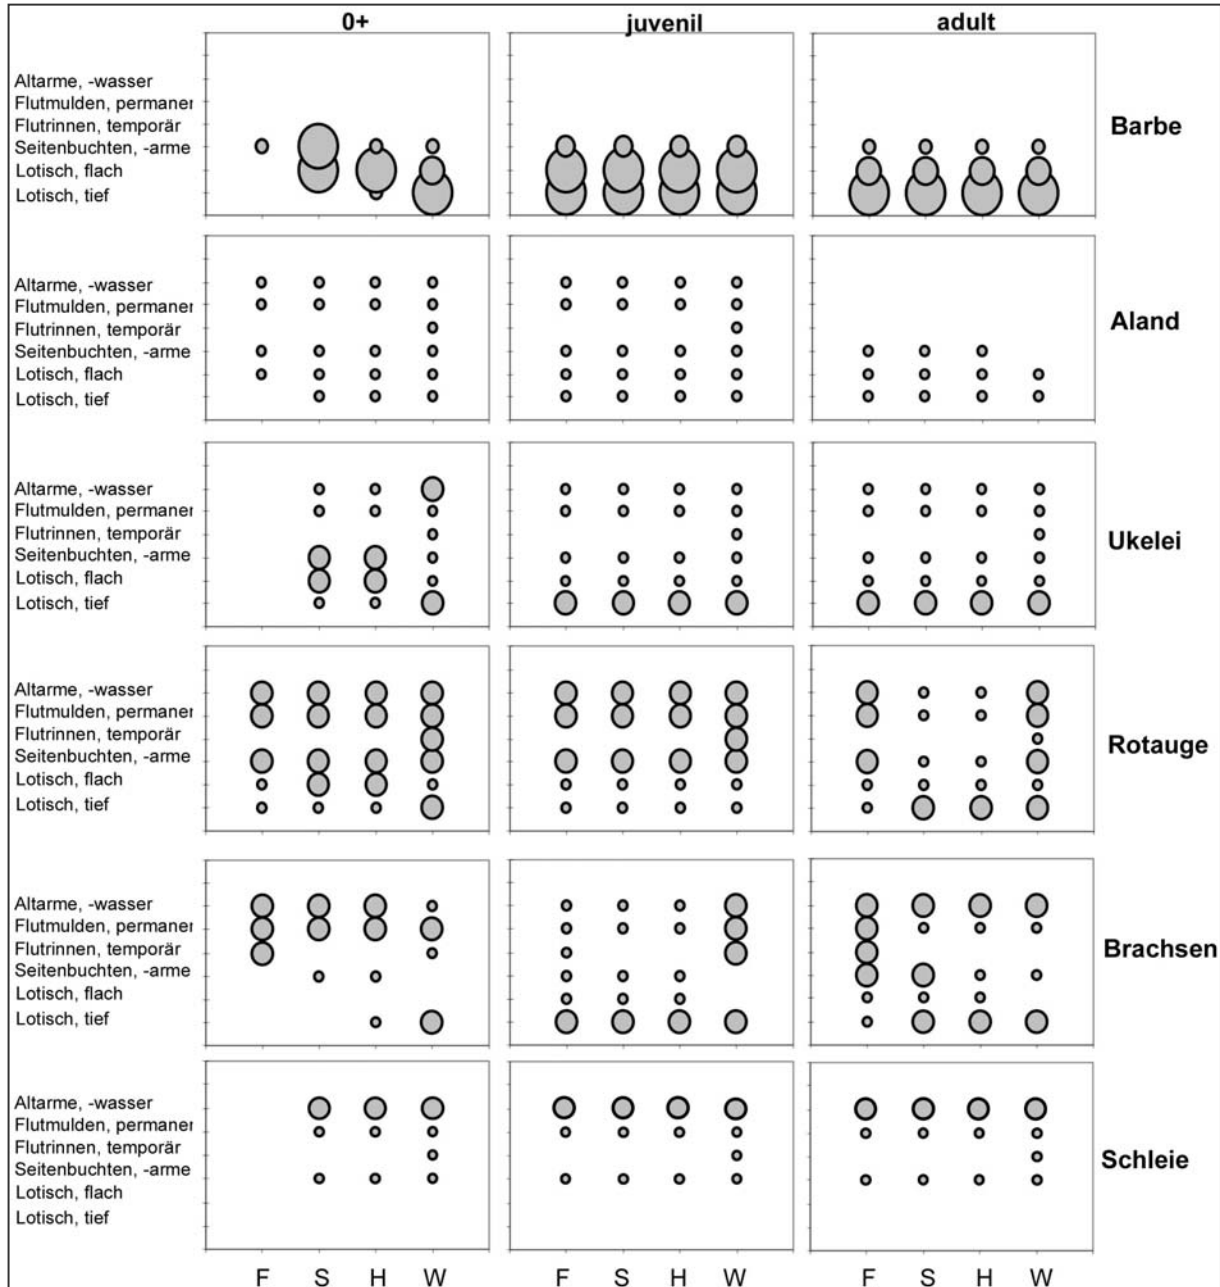 0+ juvenil adult
Altarme, -wasser
Flutmulden, permaner
Flutrinnen, temporär
Seitenbuchten, -arme
Lotisch, flach
Lotisch, tief
Barbe
Altarme, -wasser
Flutmulden, permaner
Flutrinnen, temporär
Seitenbuchten, -arme
Lotisch, flach
Lotisch, tief
Aland
Altarme, -wasser
Flutmulden, permaner
Flutrinnen, temporär
Seitenbuchten, -arme
Lotisch, flach
Lotisch, tief
Ukelei
Altarme, -wasser
Flutmulden, permaner
Flutrinnen, temporär
Seitenbuchten, -arme
Lotisch, flach
Lotisch, tief
Rotauge
Altarme, -wasser
Flutmulden, permaner
Flutrinnen, temporär
Seitenbuchten, -arme
Lotisch, flach
Lotisch, tief
Brachsen
Altarme, -wasser
Flutmulden, permaner
Flutrinnen, temporär
Seitenbuchten, -arme
Lotisch, flach
Lotisch, tief
Schleie
F S H W F S H W F S H W